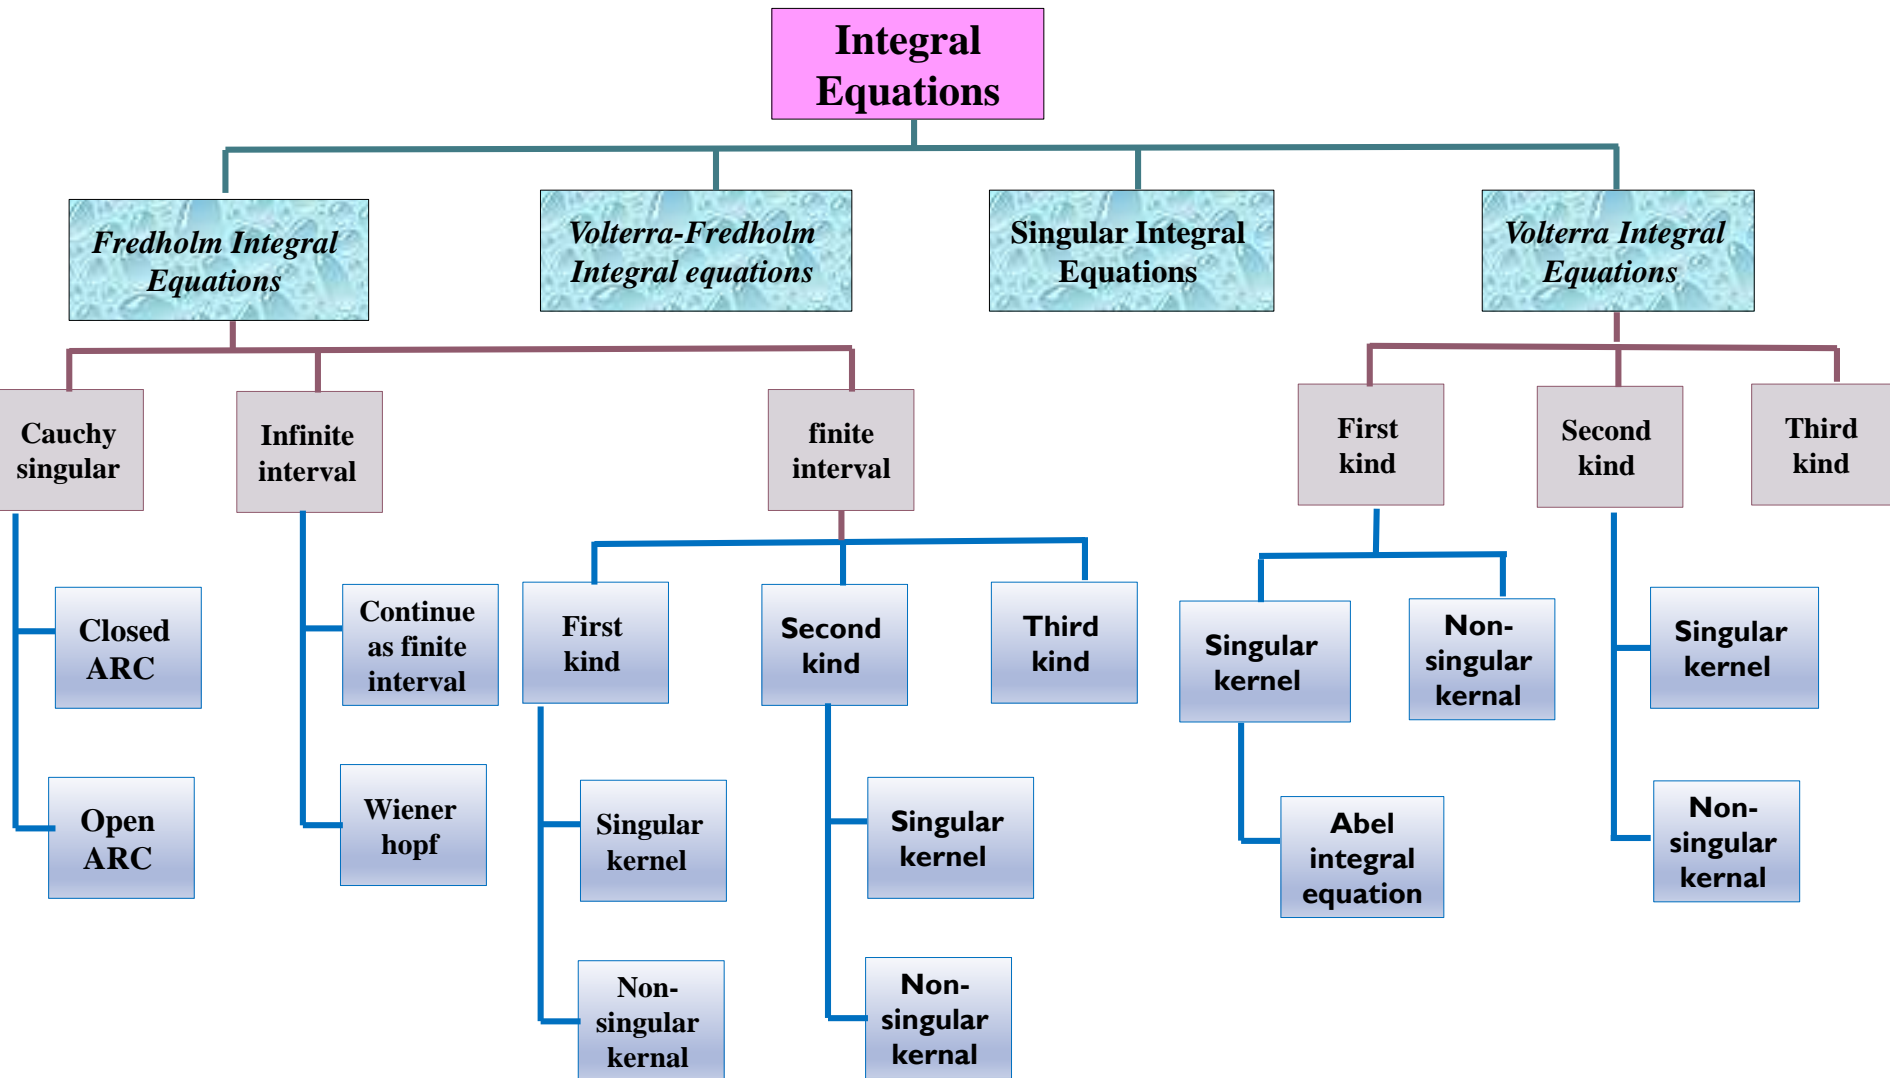 Integral
Equations
Fredholm Integral
Equations
Volterra-Fredholm
Integral equations
Singular Integral
Equations
Volterra Integral
Equations
Cauchy
singular
Infinite
interval
finite
interval
First
kind
Second
kind
Third
kind
Closed
ARC
Continue
as finite
interval
First
kind
Second
kind
Third
kind
Singular
kernel
Non-
singular
kernal
Singular
kernel
Open
ARC
Wiener
hopf
Singular
kernel
Singular
kernel
Abel
integral
equation
Non-
singular
kernal
Non-
singular
kernal
Non-
singular
kernal